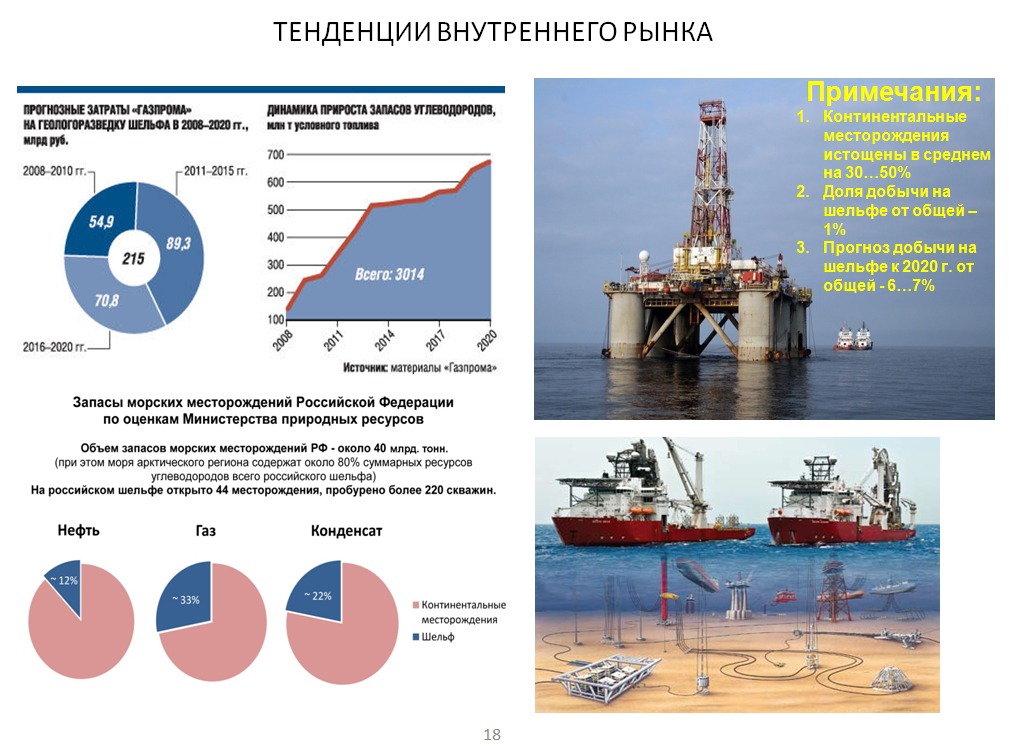 ТЕНДЕНЦИИ ВНУТРЕННЕГО РЫНКА
ПРОГНОЗНЫЕ ЗАТРАТЫ «ГАЗПРОМА»
НА ГЕОЛОГОРАЗВЕДКУ ШЕЛЬФА В 2008–2020 гг.,
млрд руб.
2008–2010 гг.
2011–2015 гг.
54,9
89,3
215
70,8
2016–2020 гг.
ДИНАМИКА ПРИРОСТА ЗАПАСОВ УГЛЕВОДОРОДОВ,
млн т условного топлива
700
600
500
400
300
200
100
Всего: 3014
2008
2011
2014
2017
2020
Источник: материалы «Газпрома»
Примечания:
1. Континентальные
месторождения
истощены в среднем
на 30…50%
2. Доля добычи на
шельфе от общей –
1%
3. Прогноз добычи на
шельфе к 2020 г. от
общей - 6…7%
Запасы морских месторождений Российской Федерации
по оценкам Министерства природных ресурсов
Объем запасов морских месторождений РФ - около 40 млрд. тонн.
(при этом моря арктического региона содержат около 80% суммарных ресурсов
углеводородов всего российского шельфа)
На российском шельфе открыто 44 месторождения, пробурено более 220 скважин.
Нефть
Газ
Конденсат
~ 12%
~ 33%
~ 22%
Континентальные
месторождения
Шельф
18